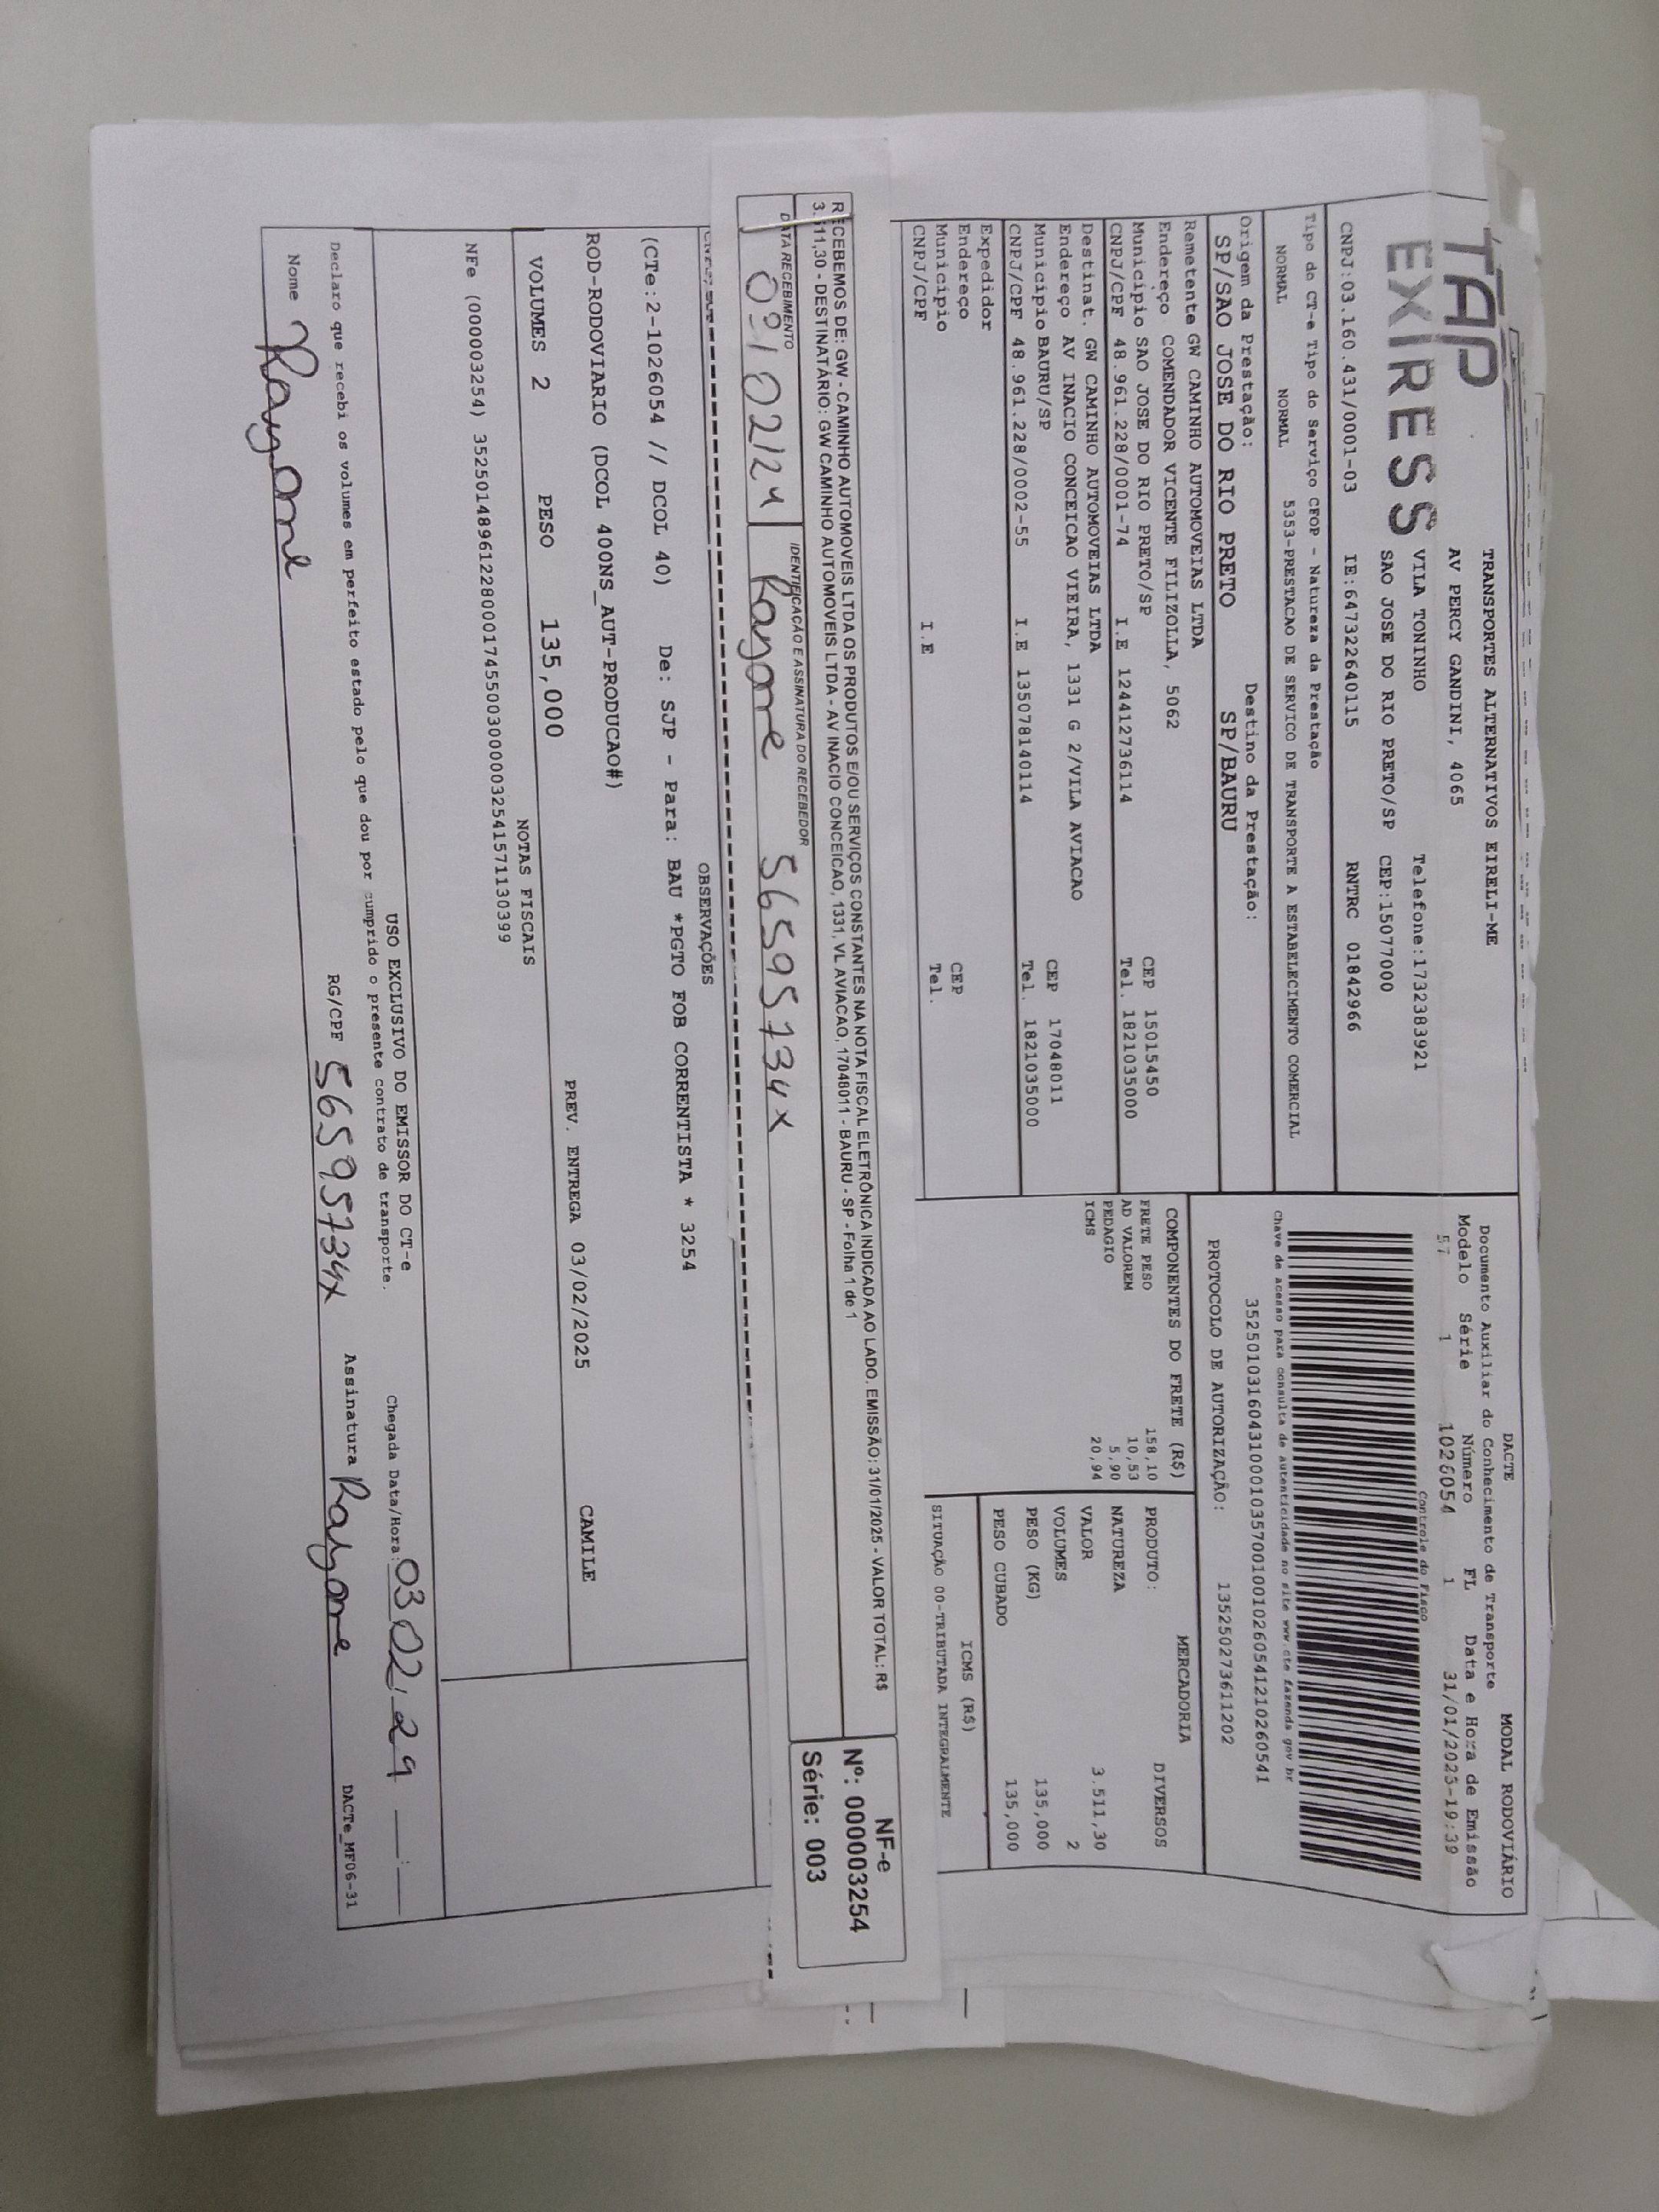 TAP
EXIRESS
TRANSPORTES ALTERNATIVOS EIRELI-ME
AV PERCY GANDINI, 4065
VILA TONINHO Telefone:1732383921
SAO JOSE DO RIO PRETO/SP CEP:15077000
CNPJ:03.160.431/0001-03 IE:647322640115 RNTRC 01842966
DACTE MODAL RODOVIÁRIO
Documento Auxiliar do Conhecimento de Transporte
Modelo Série Número FL Data e Hora de Emissão
57 1 1026054 1 31/01/2025-19:39
Controle do Fisco
Chave de acesso para consulta de autenticidade no site www.cte.fazenda.gov.br
35250103160431000103570010010260541210260541
PROTOCOLO DE AUTORIZAÇÃO: 135250273611202
Tipo do CT-e Tipo do Serviço CFOP - Natureza da Prestação
NORMAL NORMAL 5353-PRESTACAO DE SERVICO DE TRANSPORTE A ESTABELECIMENTO COMERCIAL
Origem da Prestação: Destino da Prestação:
SP/SAO JOSE DO RIO PRETO SP/BAURU
Remetente GW CAMINHO AUTOMOVEIAS LTDA
Endereço COMENDADOR VICENTE FILIZOLLA, 5062 CEP 15015450
Município SAO JOSE DO RIO PRETO/SP Tel. 1821035000
CNPJ/CPF 48.961.228/0001-74 I.E 124412736114
Destinat. GW CAMINHO AUTOMOVEIAS LTDA
Endereço AV INACIO CONCEICAO VIEIRA, 1331 G 2/VILA AVIACAO CEP 17048011
Município BAURU/SP Tel. 1821035000
CNPJ/CPF 48.961.228/0002-55 I.E 135078140114
Expedidor
Endereço CEP
Município Tel.
CNPJ/CPF I.E
COMPONENTES DO FRETE (R$)
FRETE PESO 158,10
AD VALOREM 10,53
PEDAGIO 5,90
ICMS 20,94
MERCADORIA
PRODUTO: DIVERSOS
NATUREZA
VALOR 3.511,30
VOLUMES 2
PESO (KG) 135,000
PESO CUBADO 135,000
ICMS (R$)
SITUAÇÃO 00-TRIBUTADA INTEGRALMENTE
RECEBEMOS DE: GW - CAMINHO AUTOMOVEIS LTDA OS PRODUTOS E/OU SERVIÇOS CONSTANTES NA NOTA FISCAL ELETRÔNICA INDICADA AO LADO. EMISSÃO: 31/01/2025 - VALOR TOTAL: R$
3.511,30 - DESTINATÁRIO: GW CAMINHO AUTOMOVEIS LTDA - AV INACIO CONCEICAO, 1331, VL AVIACAO, 17048011 - BAURU - SP - Folha 1 de 1
DATA RECEBIMENTO IDENTIFICAÇÃO E ASSINATURA DO RECEBEDOR
Rayane 56595734x
NF-e
Nº: 000003254
Série: 003
OBSERVAÇÕES
(CTe:2-1026054 // DCOL 40) De: SJP - Para: BAU *PGTO FOB CORRENTISTA * 3254
ROD-RODOVIARIO (DCOL 400NS_AUT-PRODUCAO#)
VOLUMES 2 PESO 135,000 PREV. ENTREGA 03/02/2025 CAMILE
NOTAS FISCAIS
NFe (000003254) 35250148961228000174550030000032541571130399
USO EXCLUSIVO DO EMISSOR DO CT-e
Declaro que recebi os volumes em perfeito estado pelo que dou por cumprido o presente contrato de transporte. Chegada Data/Hora:
Nome Rayane RG/CPF 56595734x Assinatura Rayane DACTe_MF06-31